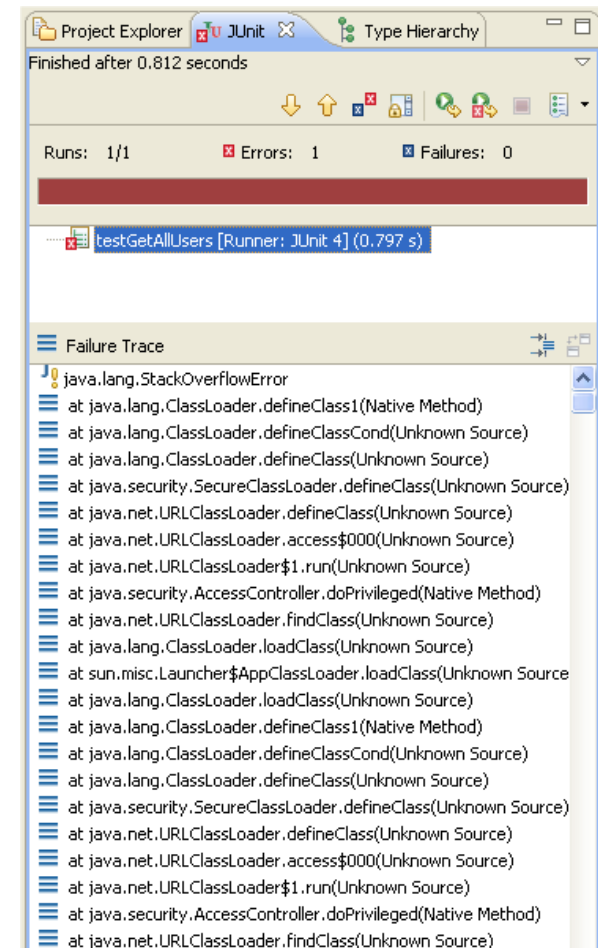 Project Explorer JUnit Type Hierarchy
Finished after 0.812 seconds
Runs: 1/1 Errors: 1 Failures: 0
testGetAllUsers [Runner: JUnit 4] (0.797 s)
Failure Trace
java.lang.StackOverflowError
at java.lang.ClassLoader.defineClass1(Native Method)
at java.lang.ClassLoader.defineClassCond(Unknown Source)
at java.lang.ClassLoader.defineClass(Unknown Source)
at java.security.SecureClassLoader.defineClass(Unknown Source)
at java.net.URLClassLoader.defineClass(Unknown Source)
at java.net.URLClassLoader.access$000(Unknown Source)
at java.net.URLClassLoader$1.run(Unknown Source)
at java.security.AccessController.doPrivileged(Native Method)
at java.net.URLClassLoader.findClass(Unknown Source)
at java.lang.ClassLoader.loadClass(Unknown Source)
at sun.misc.Launcher$AppClassLoader.loadClass(Unknown Source
at java.lang.ClassLoader.loadClass(Unknown Source)
at java.lang.ClassLoader.defineClass1(Native Method)
at java.lang.ClassLoader.defineClassCond(Unknown Source)
at java.lang.ClassLoader.defineClass(Unknown Source)
at java.security.SecureClassLoader.defineClass(Unknown Source)
at java.net.URLClassLoader.defineClass(Unknown Source)
at java.net.URLClassLoader.access$000(Unknown Source)
at java.net.URLClassLoader$1.run(Unknown Source)
at java.security.AccessController.doPrivileged(Native Method)
at java.net.URLClassLoader.findClass(Unknown Source)